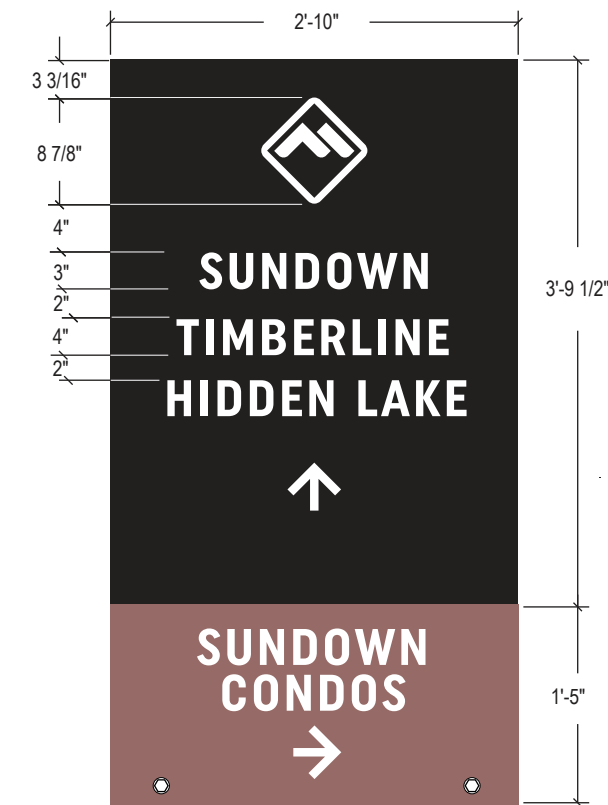 2'-10"
3 3/16"
8 7/8"
4"
3"
2"
4"
2"
3'-9 1/2"
SUNDOWN
TIMBERLINE
HIDDEN LAKE
SUNDOWN
CONDOS
1'-5"